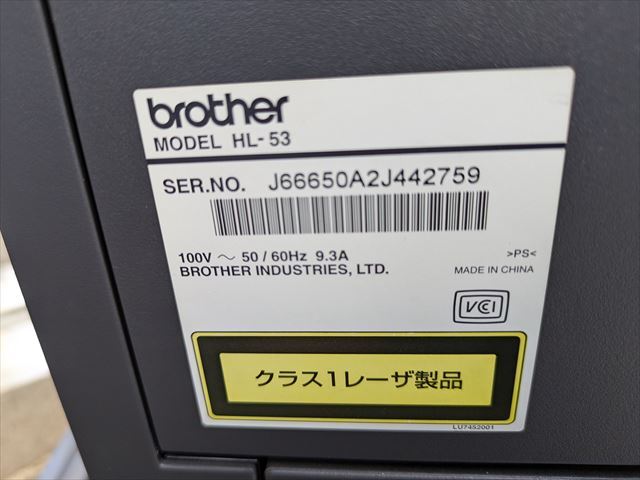 brother
MODEL HL-53
SER.NO. J66650A2J442759
100V ～ 50 / 60Hz 9.3A
>PS<
BROTHER INDUSTRIES, LTD.
MADE IN CHINA
VCCI
クラス1レーザ製品
LU7452001